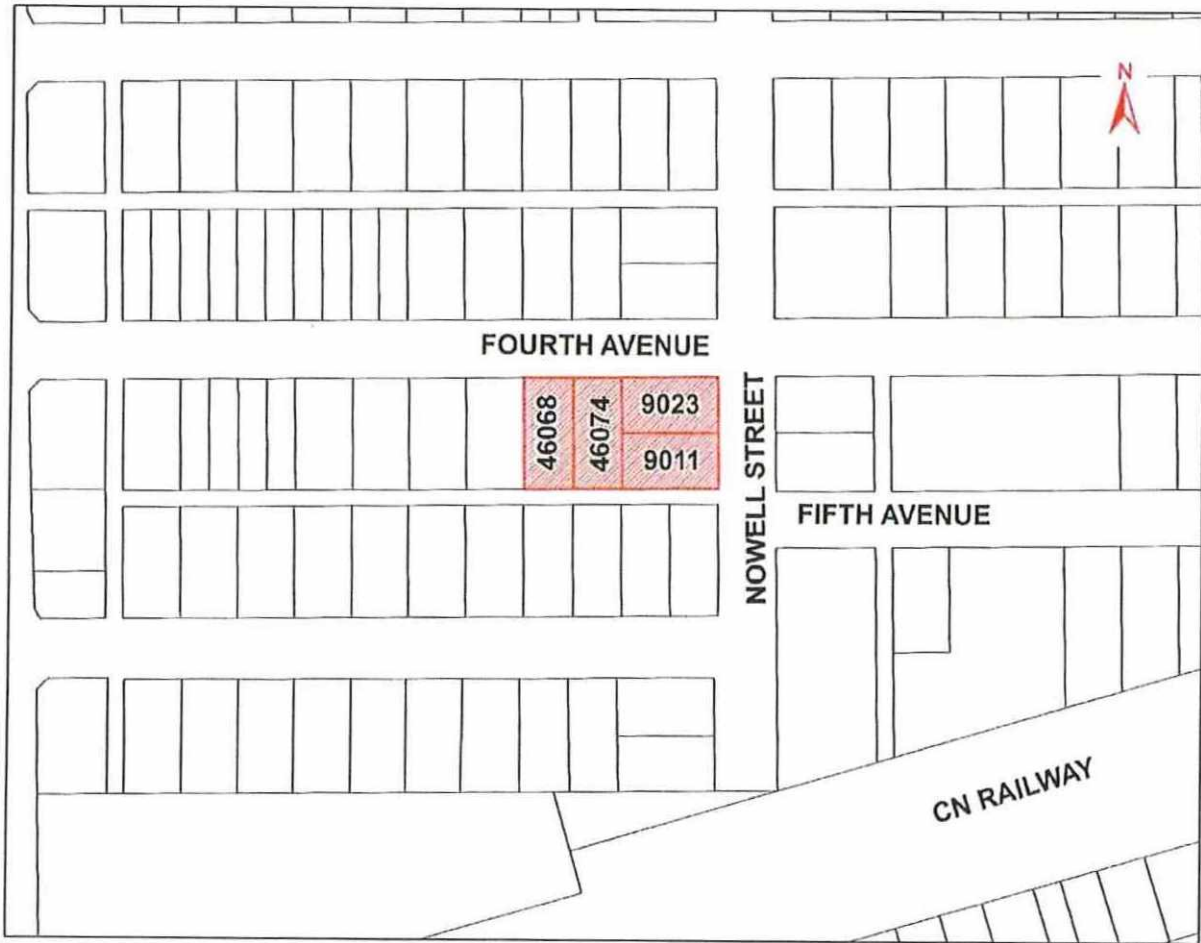 N
FOURTH AVENUE
46068
46074
9023
9011
NOWELL STREET
FIFTH AVENUE
CN RAILWAY